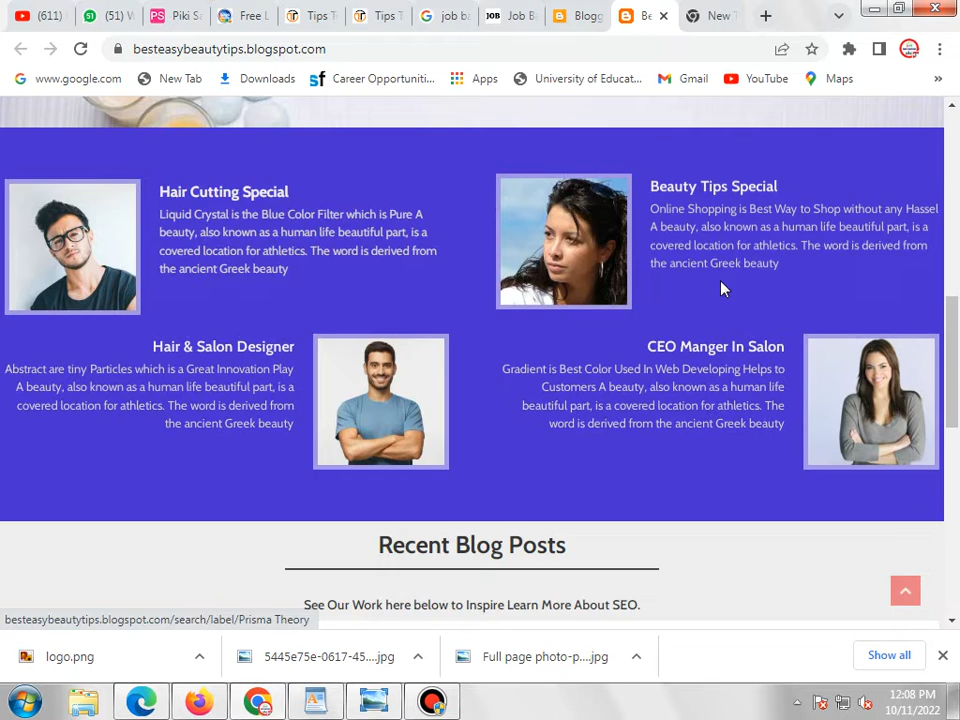 (611)
(51) W
PS
Piki S
Free L
Tips T
Tips T
job b
JOB
Job B
Blogg
Be
New T
besteasybeautytips.blogspot.com
www.google.com
New Tab
Downloads
sf
Career Opportuniti...
Apps
University of Educat...
Gmail
YouTube
Maps
»
Hair Cutting Special
Liquid Crystal is the Blue Color Filter which is Pure A
beauty, also known as a human life beautiful part, is a
covered location for athletics. The word is derived from
the ancient Greek beauty
Beauty Tips Special
Online Shopping is Best Way to Shop without any Hassel
A beauty, also known as a human life beautiful part, is a
covered location for athletics. The word is derived from
the ancient Greek beauty
Hair & Salon Designer
Abstract are tiny Particles which is a Great Innovation Play
A beauty, also known as a human life beautiful part, is a
covered location for athletics. The word is derived from
the ancient Greek beauty
CEO Manger In Salon
Gradient is Best Color Used In Web Developing Helps to
Customers A beauty, also known as a human life
beautiful part, is a covered location for athletics. The
word is derived from the ancient Greek beauty
Recent Blog Posts
See Our Work here below to Inspire Learn More About SEO.
besteasybeautytips.blogspot.com/search/label/Prisma Theory
logo.png
5445e75e-0617-45....jpg
Full page photo-p....jpg
Show all
12:08 PM
10/11/2022